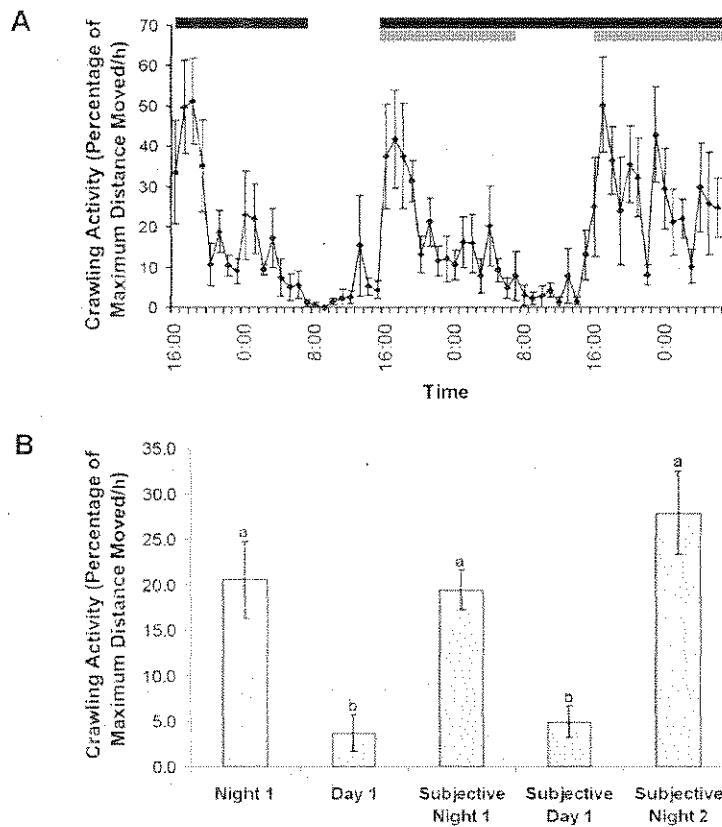 A
Crawling Activity (Percentage of
Maximum Distance Moved/h)
70
60
50
40
30
20
10
0
16:00
0:00
8:00
16:00
0:00
8:00
16:00
0:00
Time
B
Crawling Activity (Percentage of
Maximum Distance Moved/h)
35.0
30.0
25.0
20.0
15.0
10.0
5.0
0.0
a
b
a
b
a
Night 1
Day 1
Subjective
Night 1
Subjective
Day 1
Subjective
Night 2